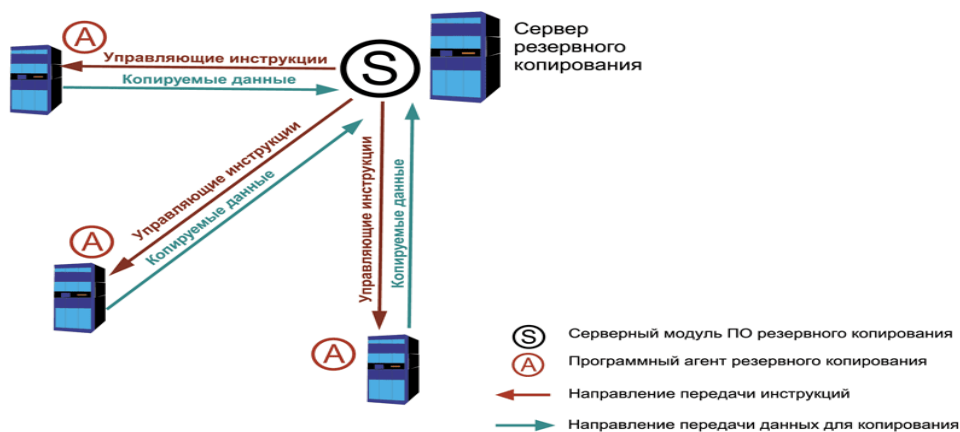 A
Управляющие инструкции
Копируемые данные
S
Сервер
резервного
копирования
Управляющие инструкции
Копируемые данные
A
Управляющие инструкции
Копируемые данные
A
S Серверный модуль ПО резервного копирования
A Программный агент резервного копирования
Направление передачи инструкций
Направление передачи данных для копирования